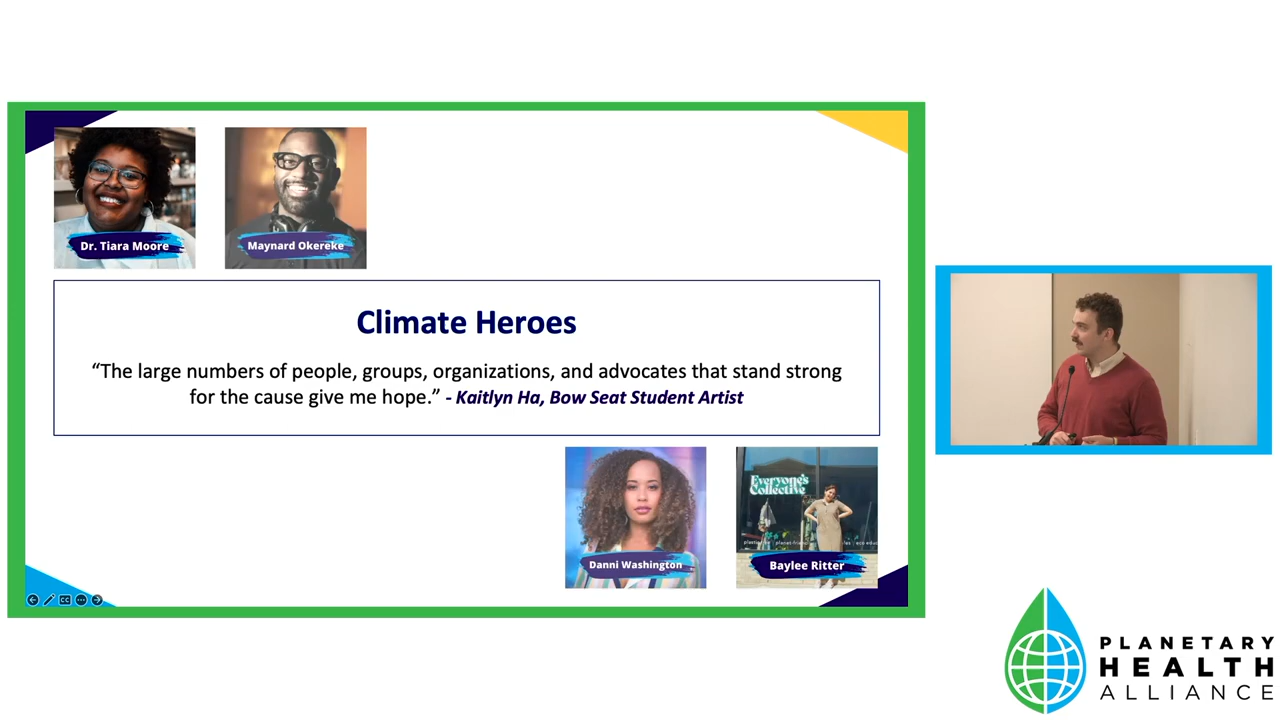 Dr. Tiara Moore
Maynard Okereke
Climate Heroes
“The large numbers of people, groups, organizations, and advocates that stand strong
for the cause give me hope.” - Kaitlyn Ha, Bow Seat Student Artist
Everyone's
Collective
Danni Washington
Baylee Ritter
CC
PLANETARY
HEALTH
ALLIANCE